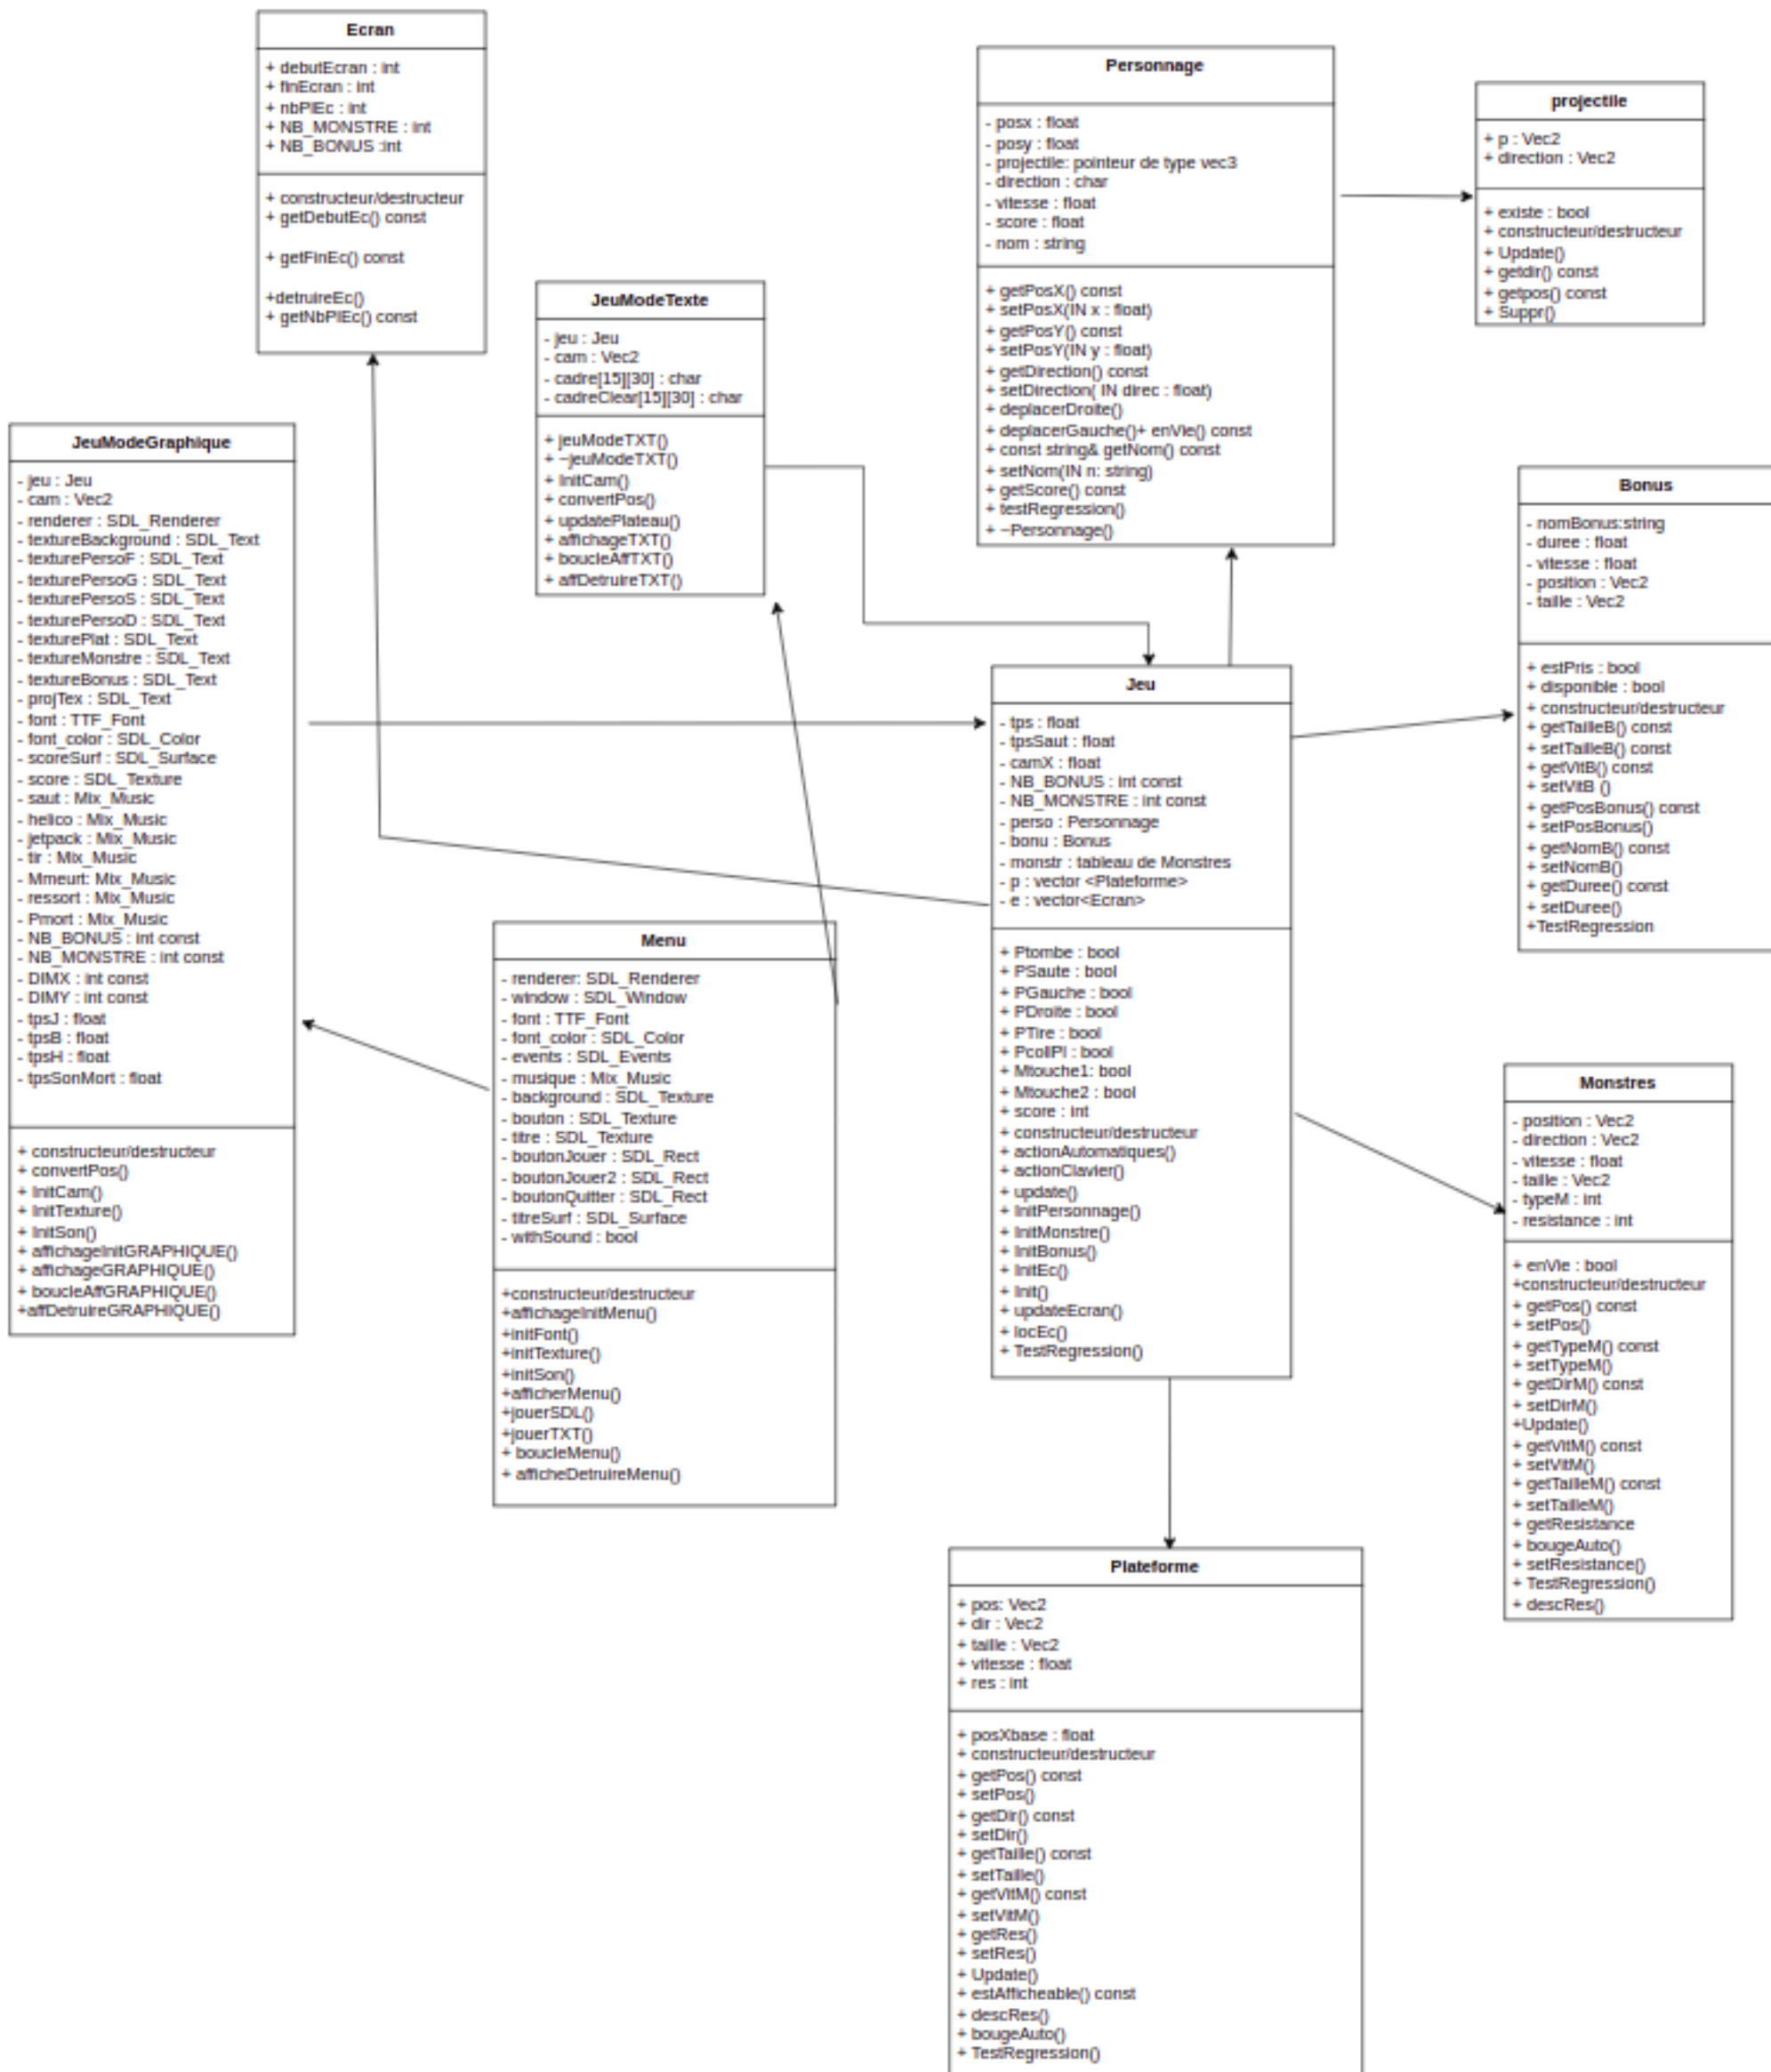 Ecran
+ debutEcran : int
+ finEcran : int
+ nbPlEc : int
+ NB_MONSTRE : int
+ NB_BONUS :int
+ constructeur/destructeur
+ getDebutEc() const
+ getFinEc() const
+detruireEc()
+ getNbPlEc() const
Personnage
- posx : float
- posy : float
- projectile: pointeur de type vec3
- direction : char
- vitesse : float
- score : float
- nom : string
+ getPosX() const
+ setPosX(IN x : float)
+ getPosY() const
+ setPosY(IN y : float)
+ getDirection() const
+ setDirection( IN direc : float)
+ deplacerDroite()
+ deplacerGauche()+ enVie() const
+ const string& getNom() const
+ setNom(IN n: string)
+ getScore() const
+ testRegression()
+ ~Personnage()
projectile
+ p : Vec2
+ direction : Vec2
+ existe : bool
+ constructeur/destructeur
+ Update()
+ getdir() const
+ getpos() const
+ Suppr()
JeuModeTexte
- jeu : Jeu
- cam : Vec2
- cadre[15][30] : char
- cadreClear[15][30] : char
+ jeuModeTXT()
+ ~jeuModeTXT()
+ InitCam()
+ convertPos()
+ updatePlateau()
+ affichageTXT()
+ boucleAffTXT()
+ affDetruireTXT()
JeuModeGraphique
- jeu : Jeu
- cam : Vec2
- renderer : SDL_Renderer
- textureBackground : SDL_Text
- texturePersoF : SDL_Text
- texturePersoG : SDL_Text
- texturePersoS : SDL_Text
- texturePersoD : SDL_Text
- texturePlat : SDL_Text
- textureMonstre : SDL_Text
- textureBonus : SDL_Text
- projTex : SDL_Text
- font : TTF_Font
- font_color : SDL_Color
- scoreSurf : SDL_Surface
- score : SDL_Texture
- saut : Mix_Music
- helico : Mix_Music
- jetpack : Mix_Music
- tir : Mix_Music
- Mmeurt: Mix_Music
- ressort : Mix_Music
- Pmort : Mix_Music
- NB_BONUS : int const
- NB_MONSTRE : int const
- DIMX : int const
- DIMY : int const
- tpsJ : float
- tpsB : float
- tpsH : float
- tpsSonMort : float
+ constructeur/destructeur
+ convertPos()
+ InitCam()
+ InitTexture()
+ InitSon()
+ affichageInitGRAPHIQUE()
+ affichageGRAPHIQUE()
+ boucleAffGRAPHIQUE()
+affDetruireGRAPHIQUE()
Bonus
- nomBonus:string
- duree : float
- vitesse : float
- position : Vec2
- taille : Vec2
+ estPris : bool
+ disponible : bool
+ constructeur/destructeur
+ getTailleB() const
+ setTailleB() const
+ getVitB() const
+ setVitB ()
+ getPosBonus() const
+ setPosBonus()
+ getNomB() const
+ setNomB()
+ getDuree() const
+ setDuree()
+TestRegression
Jeu
- tps : float
- tpsSaut : float
- camX : float
- NB_BONUS : int const
- NB_MONSTRE : int const
- perso : Personnage
- bonu : Bonus
- monstr : tableau de Monstres
- p : vector <Plateforme>
- e : vector<Ecran>
+ Ptombe : bool
+ PSaute : bool
+ PGauche : bool
+ PDroite : bool
+ PTire : bool
+ PcollPl : bool
+ Mtouche1: bool
+ Mtouche2 : bool
+ score : int
+ constructeur/destructeur
+ actionAutomatiques()
+ actionClavier()
+ update()
+ InitPersonnage()
+ InitMonstre()
+ InitBonus()
+ InitEc()
+ Init()
+ updateEcran()
+ locEc()
+ TestRegression()
Menu
- renderer: SDL_Renderer
- window : SDL_Window
- font : TTF_Font
- font_color : SDL_Color
- events : SDL_Events
- musique : Mix_Music
- background : SDL_Texture
- bouton : SDL_Texture
- titre : SDL_Texture
- boutonJouer : SDL_Rect
- boutonJouer2 : SDL_Rect
- boutonQuitter : SDL_Rect
- titreSurf : SDL_Surface
- withSound : bool
+constructeur/destructeur
+affichageInitMenu()
+initFont()
+initTexture()
+initSon()
+afficherMenu()
+jouerSDL()
+jouerTXT()
+ boucleMenu()
+ afficheDetruireMenu()
Monstres
- position : Vec2
- direction : Vec2
- vitesse : float
- taille : Vec2
- typeM : int
- resistance : int
+ enVie : bool
+constructeur/destructeur
+ getPos() const
+ setPos()
+ getTypeM() const
+ setTypeM()
+ getDirM() const
+ setDirM()
+Update()
+ getVitM() const
+ setVitM()
+ getTailleM() const
+ setTailleM()
+ getResistance
+ bougeAuto()
+ setResistance()
+ TestRegression()
+ descRes()
Plateforme
+ pos: Vec2
+ dir : Vec2
+ taille : Vec2
+ vitesse : float
+ res : int
+ posXbase : float
+ constructeur/destructeur
+ getPos() const
+ setPos()
+ getDir() const
+ setDir()
+ getTaille() const
+ setTaille()
+ getVitM() const
+ setVitM()
+ getRes()
+ setRes()
+ Update()
+ estAfficheable() const
+ descRes()
+ bougeAuto()
+ TestRegression()